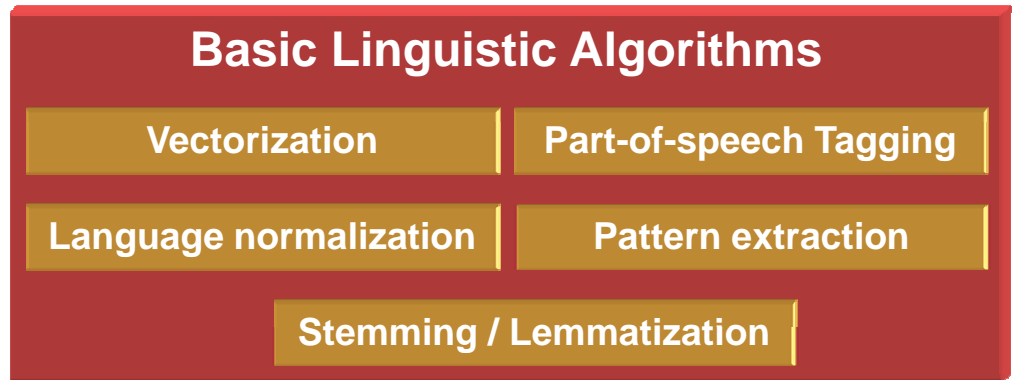 Basic Linguistic Algorithms
Vectorization
Part-of-speech Tagging
Language normalization
Pattern extraction
Stemming / Lemmatization